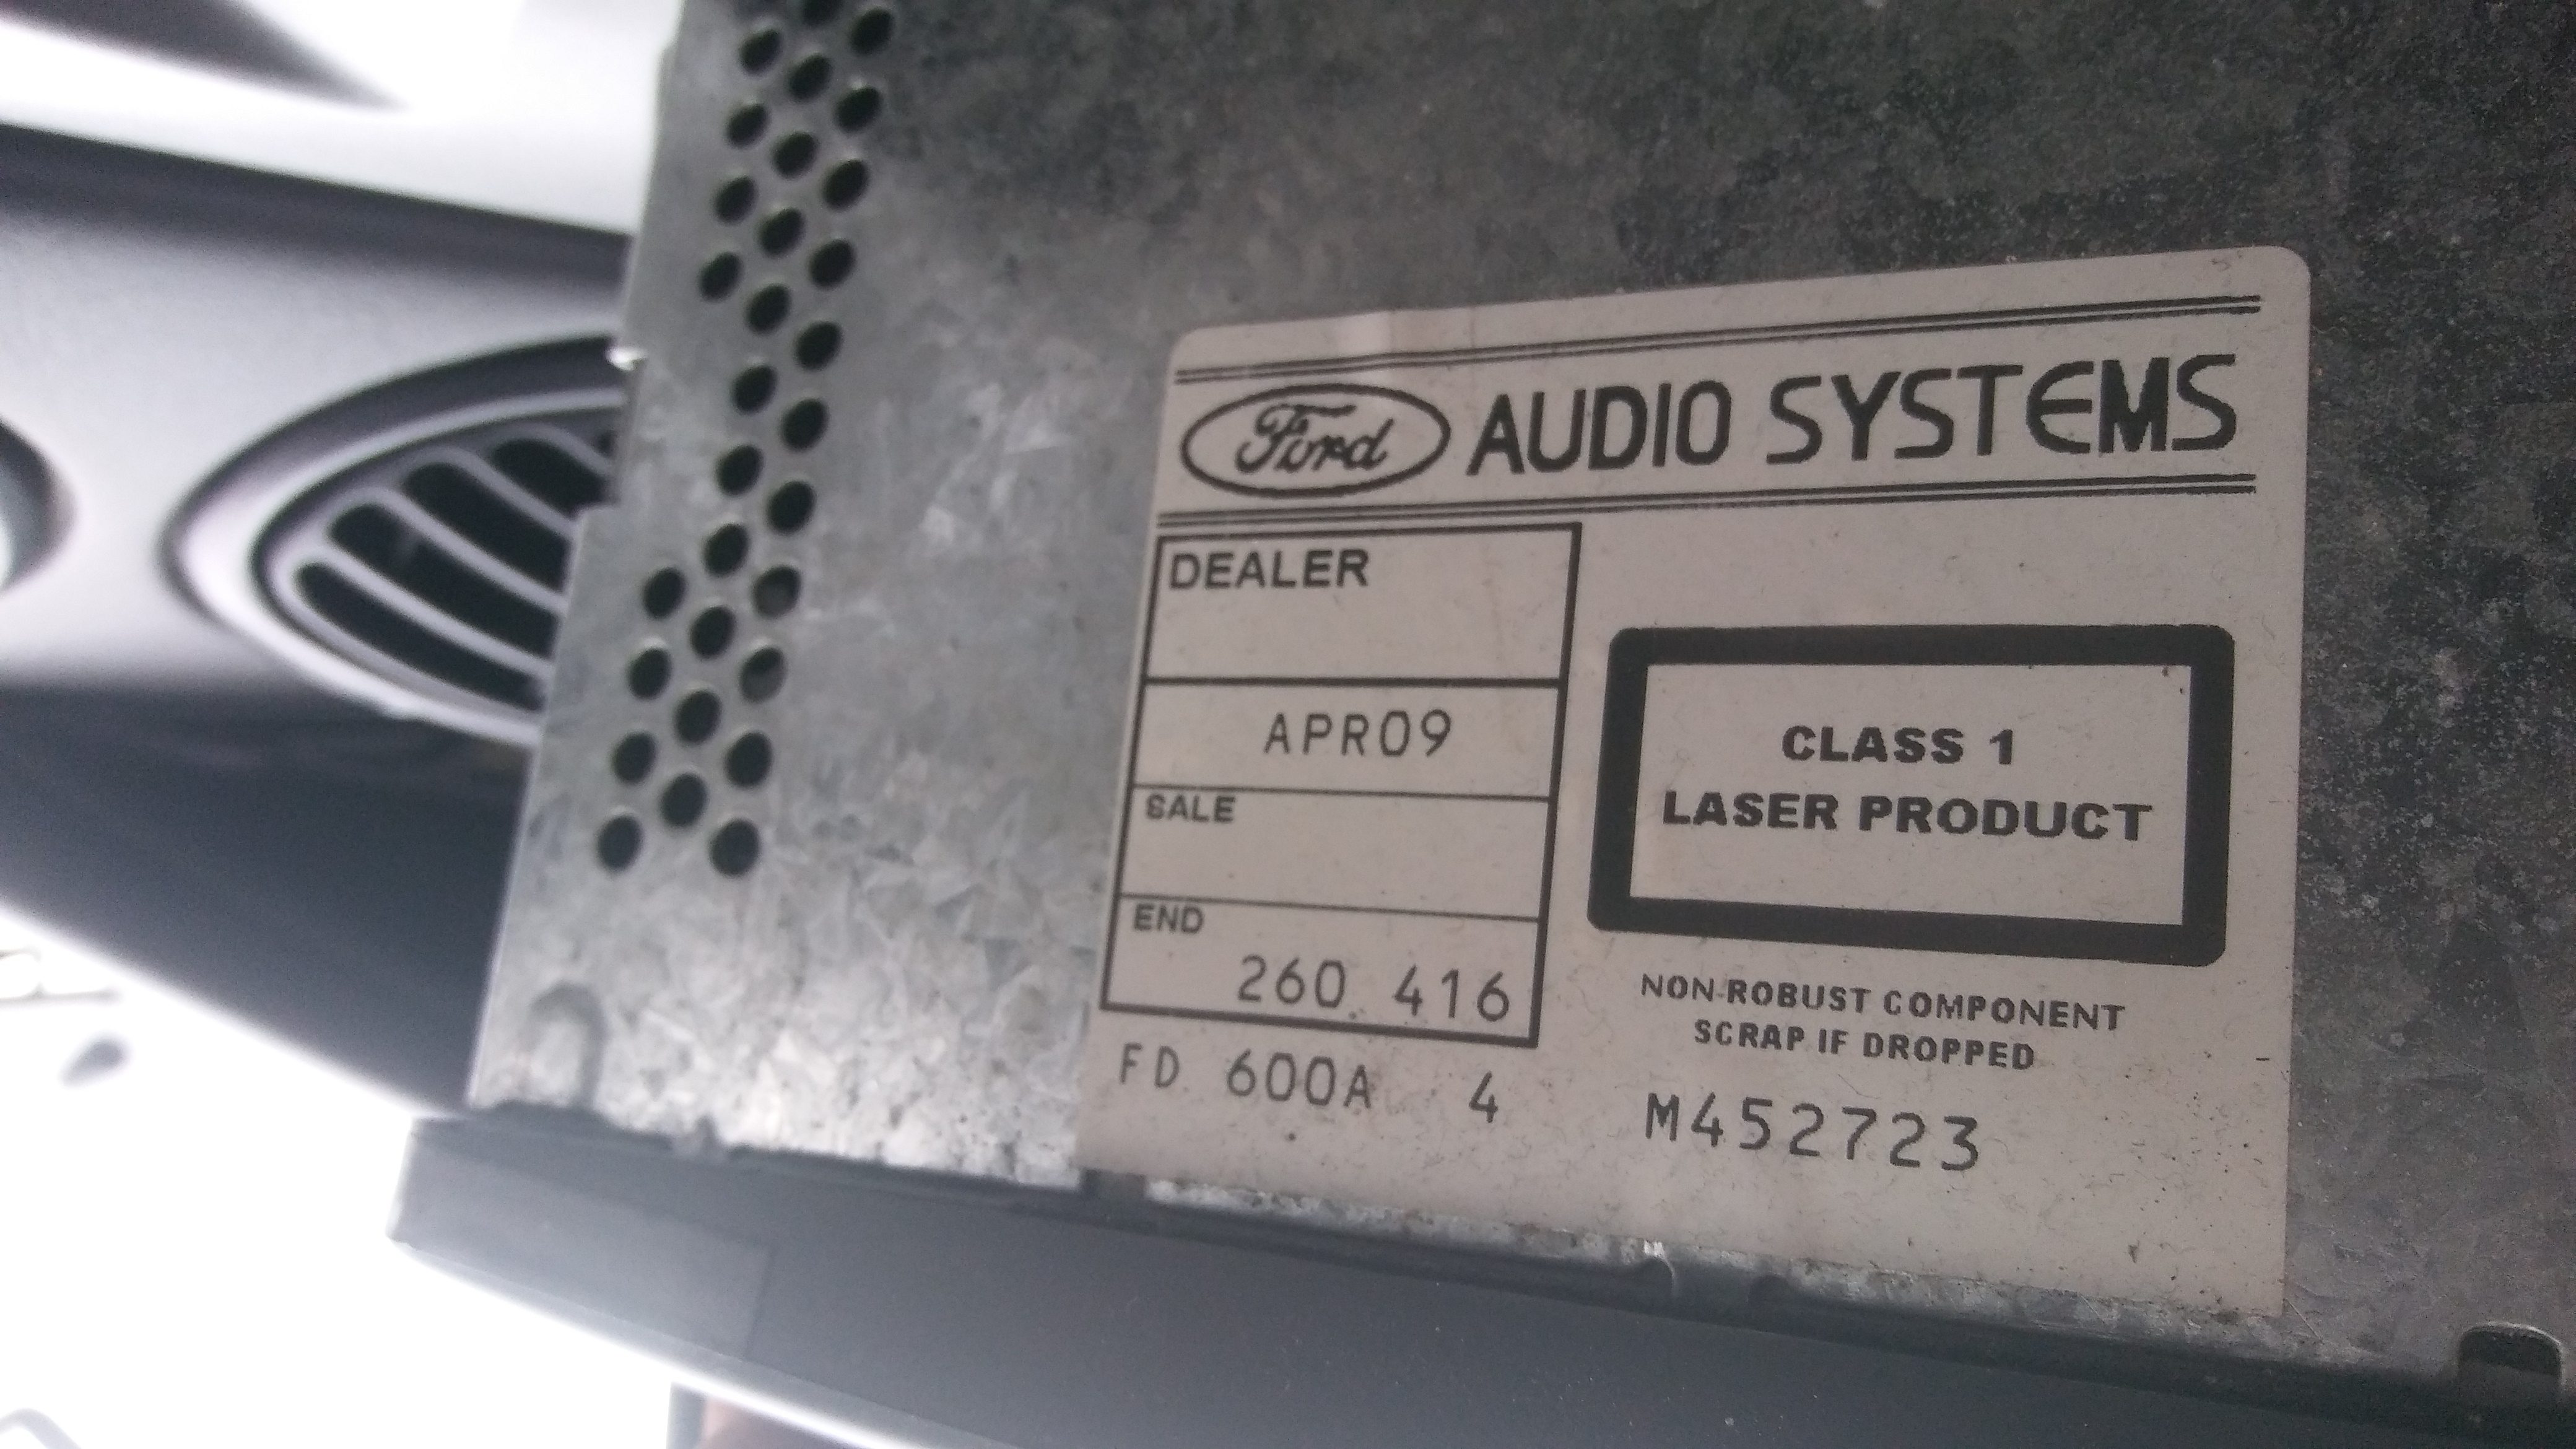 Ford AUDIO SYSTEMS
DEALER
APR09
SALE
END
260 416
FD 600A 4
CLASS 1
LASER PRODUCT
NON-ROBUST COMPONENT
SCRAP IF DROPPED
M452723